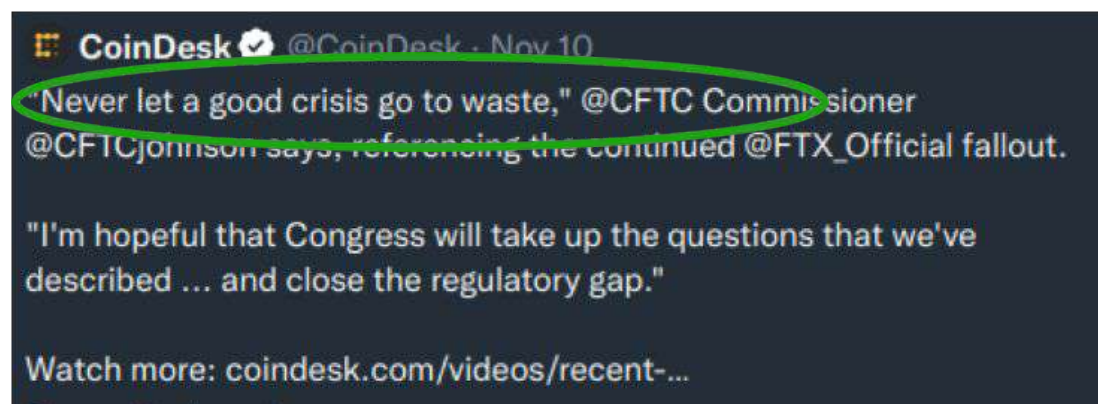 CoinDesk @CoinDesk · Nov 10
"Never let a good crisis go to waste," @CFTC Commissioner
@CFTCjohnson says, referencing the continued @FTX_Official fallout.
"I'm hopeful that Congress will take up the questions that we've
described ... and close the regulatory gap."
Watch more: coindesk.com/videos/recent-...